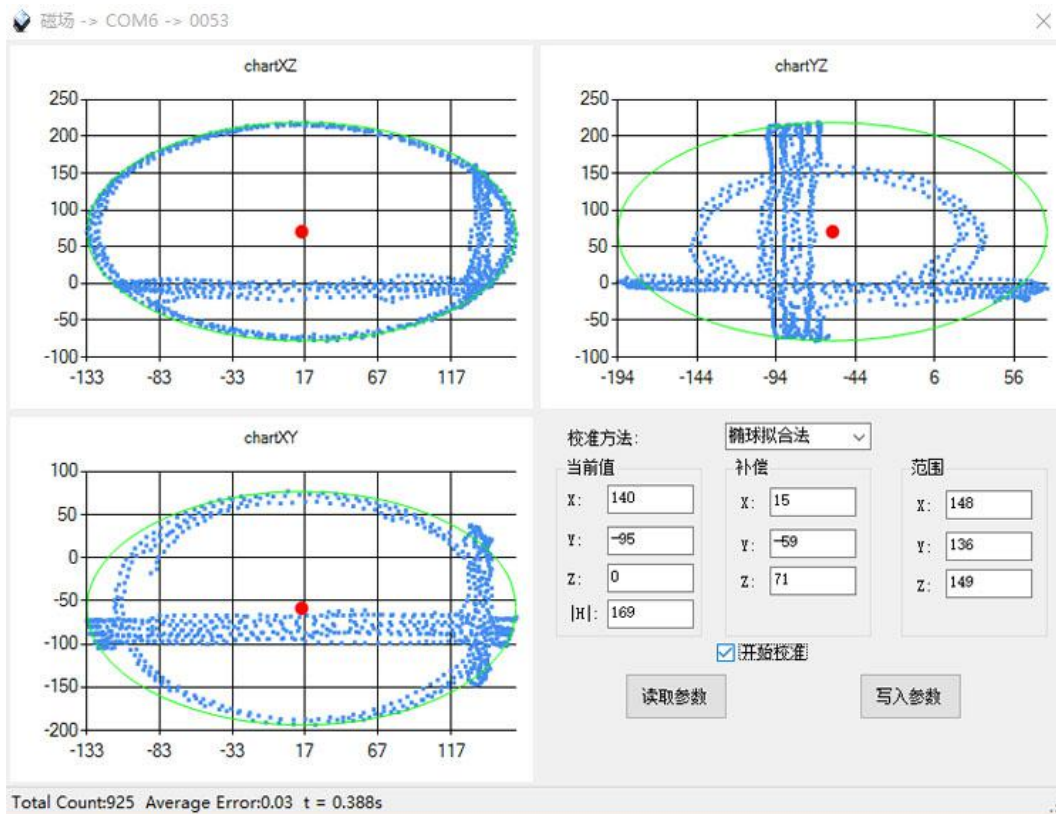 磁场 -> COM6 -> 0053
chartXZ
250
200
150
100
50
0
-50
-100
-133 -83 -33 17 67 117
chartYZ
250
200
150
100
50
0
-50
-100
-194 -144 -94 -44 6 56
chartXY
100
50
0
-50
-100
-150
-200
-133 -83 -33 17 67 117
校准方法: 椭球拟合法
当前值
X: 140
Y: -95
Z: 0
|H|: 169
补偿
X: 15
Y: -59
Z: 71
范围
X: 148
Y: 136
Z: 149
开始校准
读取参数 写入参数
Total Count:925 Average Error:0.03 t = 0.388s